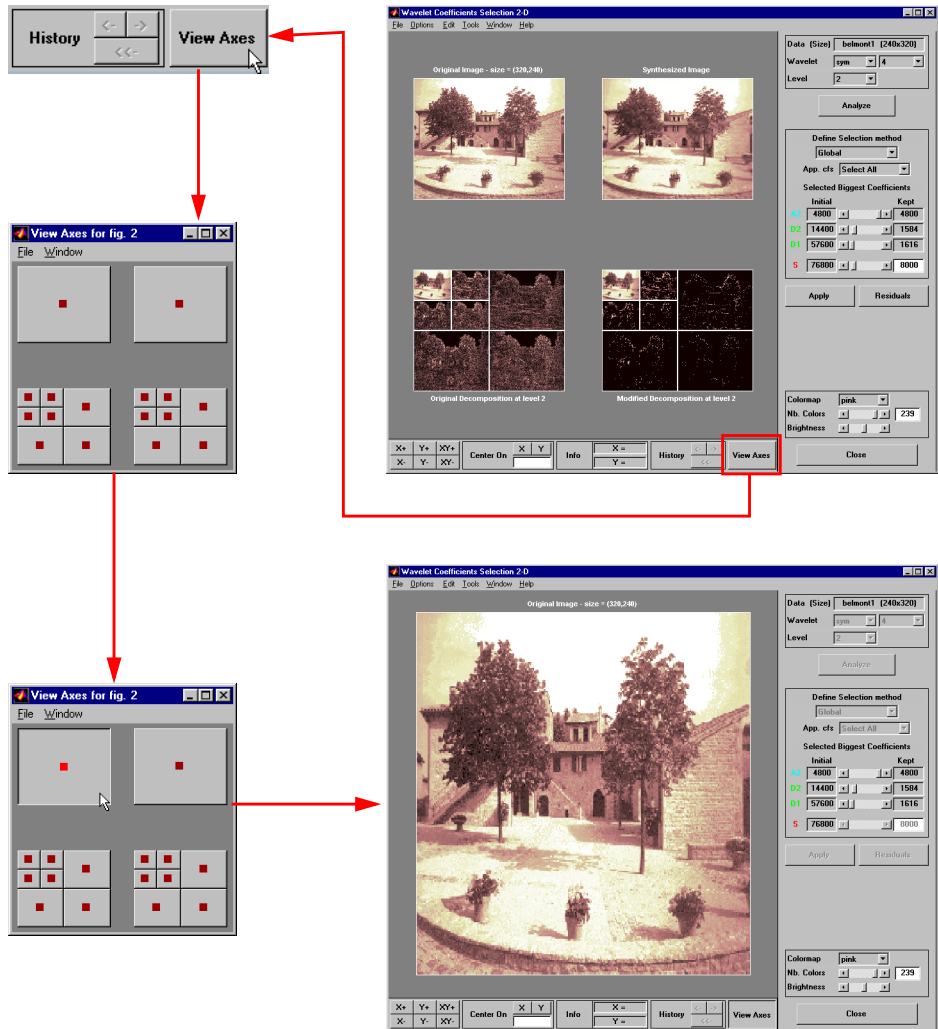 History
<- ->
<<-
View Axes
Wavelet Coefficients Selection 2-D
File Options Edit Tools Window Help
Original Image - size = (320,240)
Synthesized Image
Original Decomposition at level 2
Modified Decomposition at level 2
Data (Size) belmont1 (240x320)
Wavelet sym 4
Level 2
Analyze
Define Selection method
Global
App. cfs Select All
Selected Biggest Coefficients
Initial Kept
A2 4800 4800
D2 14400 1584
D1 57600 1616
S 76800 8000
Apply Residuals
Colormap pink
Nb. Colors 239
Brightness
Close
X+ Y+ XY+
X- Y- XY-
Center On X Y
Info X =
Y =
History <- ->
<<-
View Axes
View Axes for fig. 2
File Window
View Axes for fig. 2
File Window
Wavelet Coefficients Selection 2-D
File Options Edit Tools Window Help
Original Image - size = (320,240)
Data (Size) belmont1 (240x320)
Wavelet sym 4
Level 2
Analyze
Define Selection method
Global
App. cfs Select All
Selected Biggest Coefficients
Initial Kept
A2 4800 4800
D2 14400 1584
D1 57600 1616
S 76800 8000
Apply Residuals
Colormap pink
Nb. Colors 239
Brightness
Close
X+ Y+ XY+
X- Y- XY-
Center On X Y
Info X =
Y =
History <- ->
<<-
View Axes